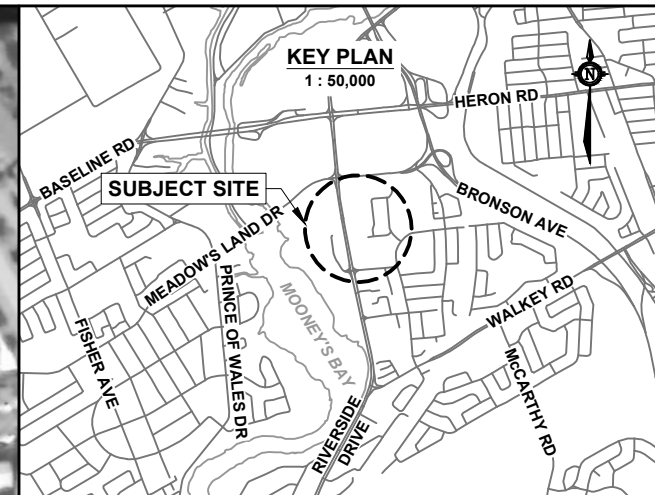 KEY PLAN
1 : 50,000
N
HERON RD
BASELINE RD
SUBJECT SITE
BRONSON AVE
MEADOW'S LAND DR
PRINCE OF WALES DR
MOONEY'S BAY
WALKEY RD
FISHER AVE
McCARTHY RD
RIVERSIDE
DRIVE